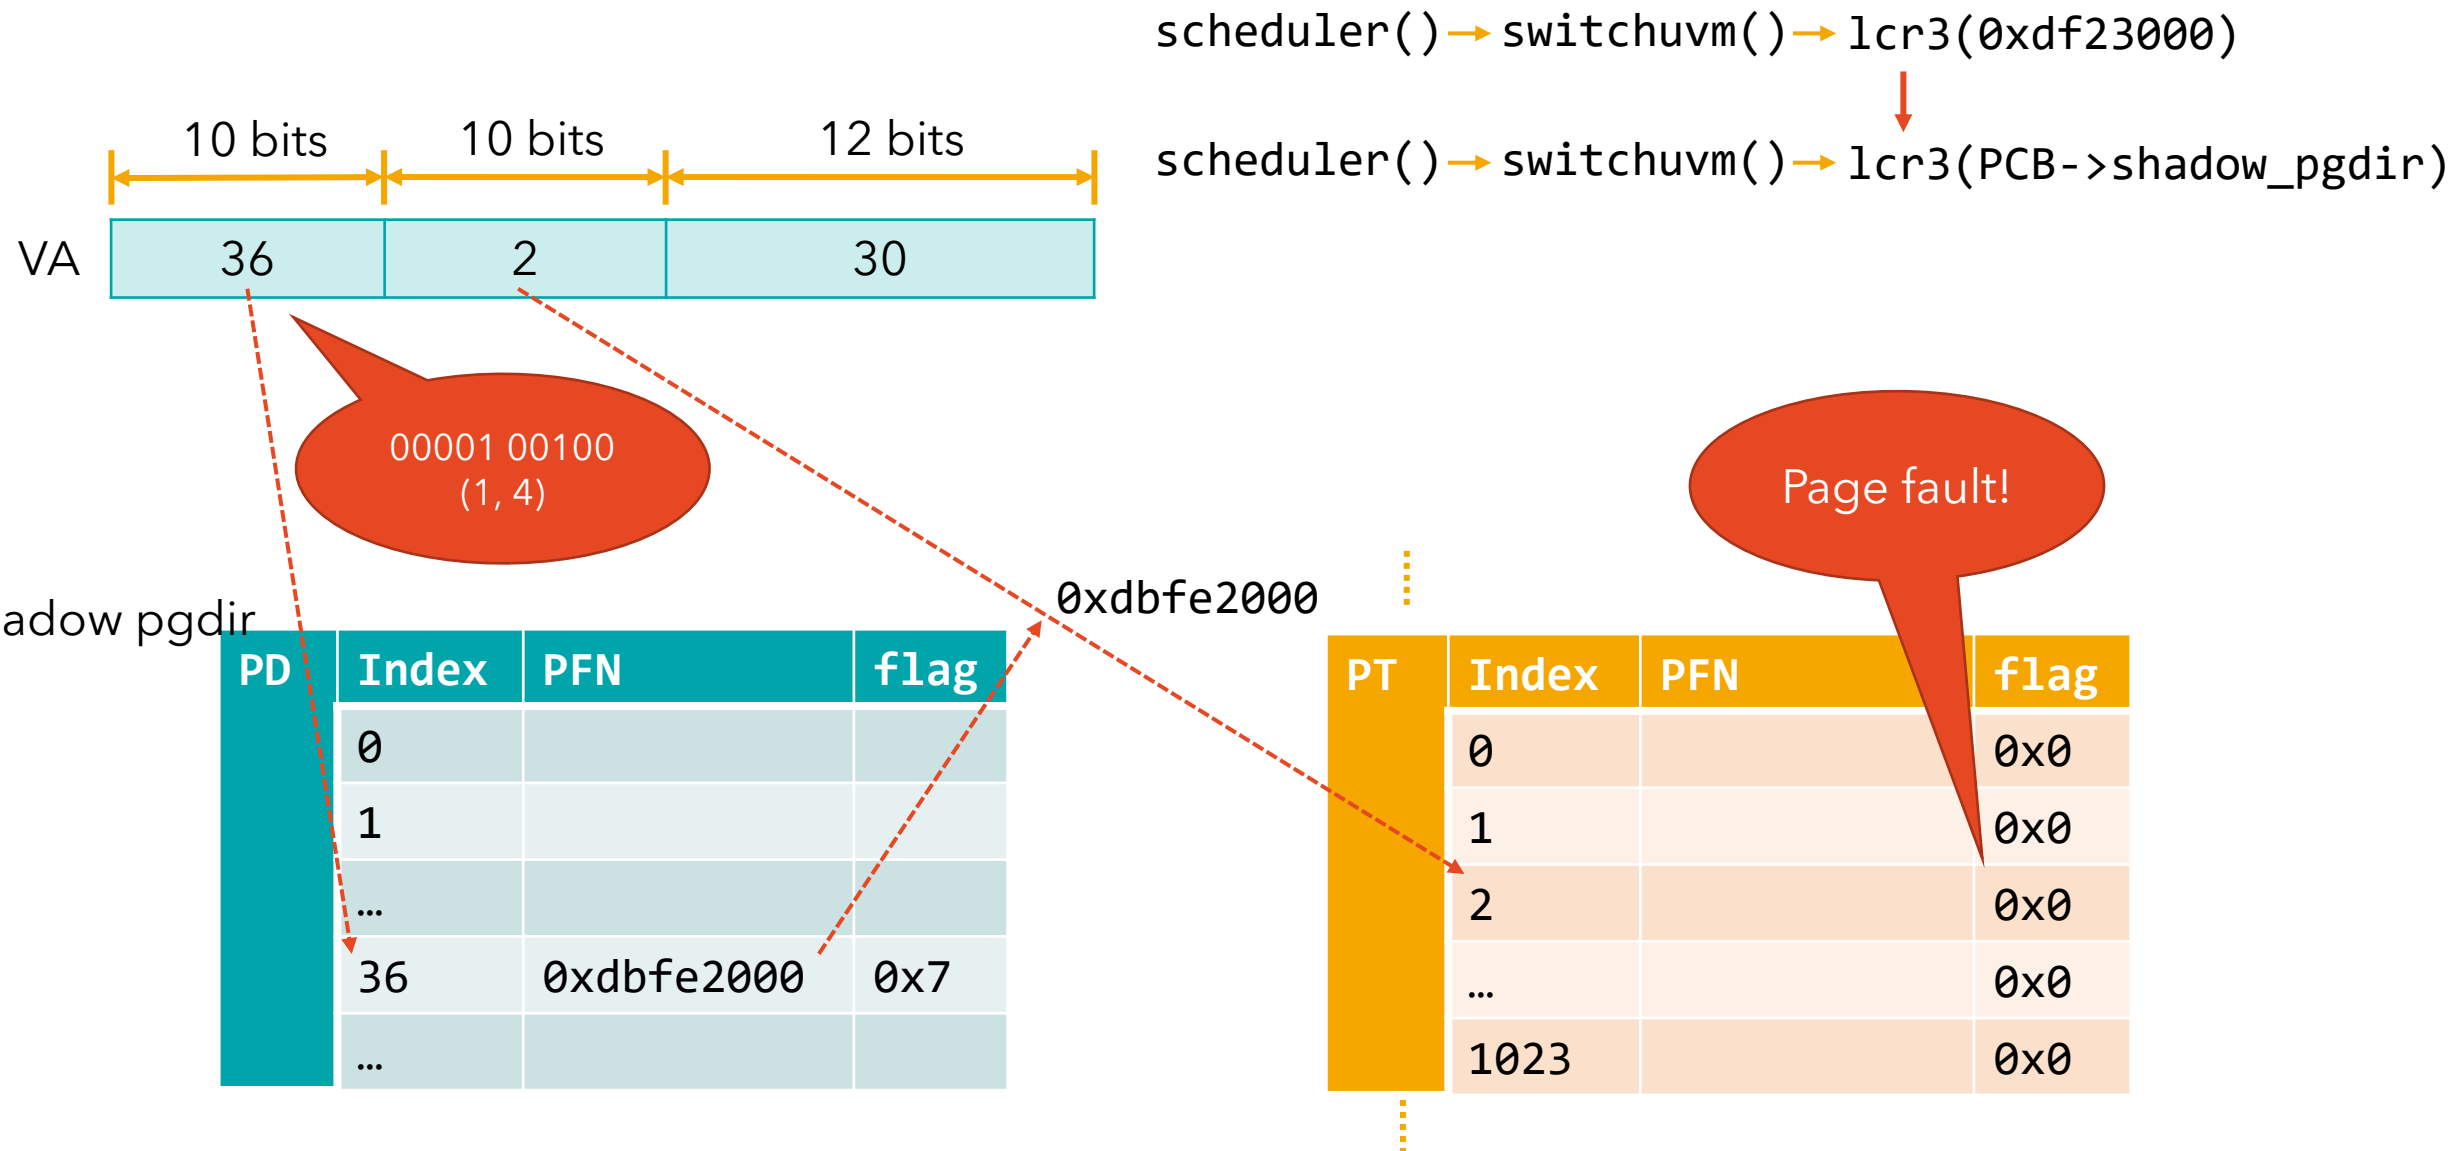 scheduler() switchuvm() lcr3(0xdf23000)
scheduler() switchuvm() lcr3(PCB->shadow_pgdir)
10 bits 10 bits 12 bits
VA 36 2 30
00001 00100
(1, 4)
Page fault!
0xdbfe2000
adow pgdir
PD Index PFN flag
0
1
…
36 0xdbfe2000 0x7
…
PT Index PFN flag
0 0x0
1 0x0
2 0x0
… 0x0
1023 0x0